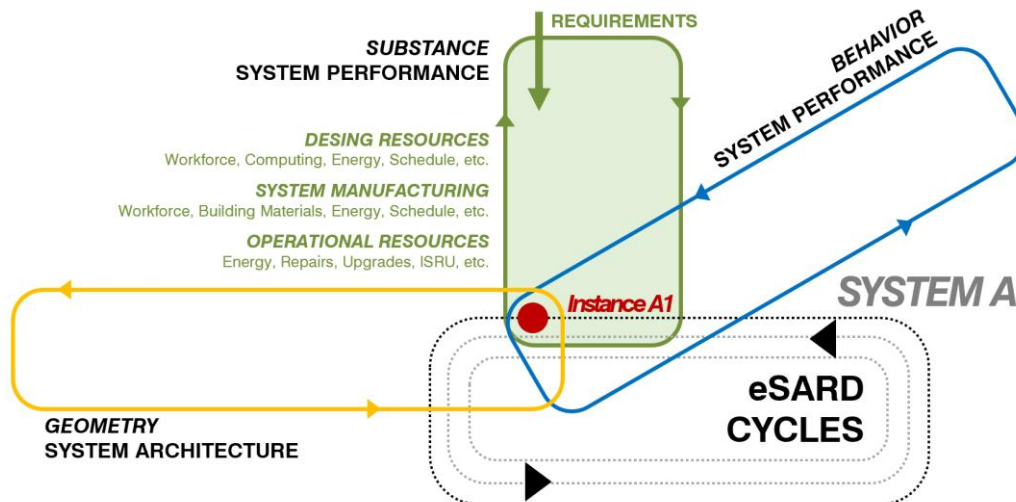 REQUIREMENTS
SUBSTANCE
SYSTEM PERFORMANCE
BEHAVIOR
SYSTEM PERFORMANCE
DESING RESOURCES
Workforce, Computing, Energy, Schedule, etc.
SYSTEM MANUFACTURING
Workforce, Building Materials, Energy, Schedule, etc.
OPERATIONAL RESOURCES
Energy, Repairs, Upgrades, ISRU, etc.
Instance A1
SYSTEM A
eSARD
CYCLES
GEOMETRY
SYSTEM ARCHITECTURE